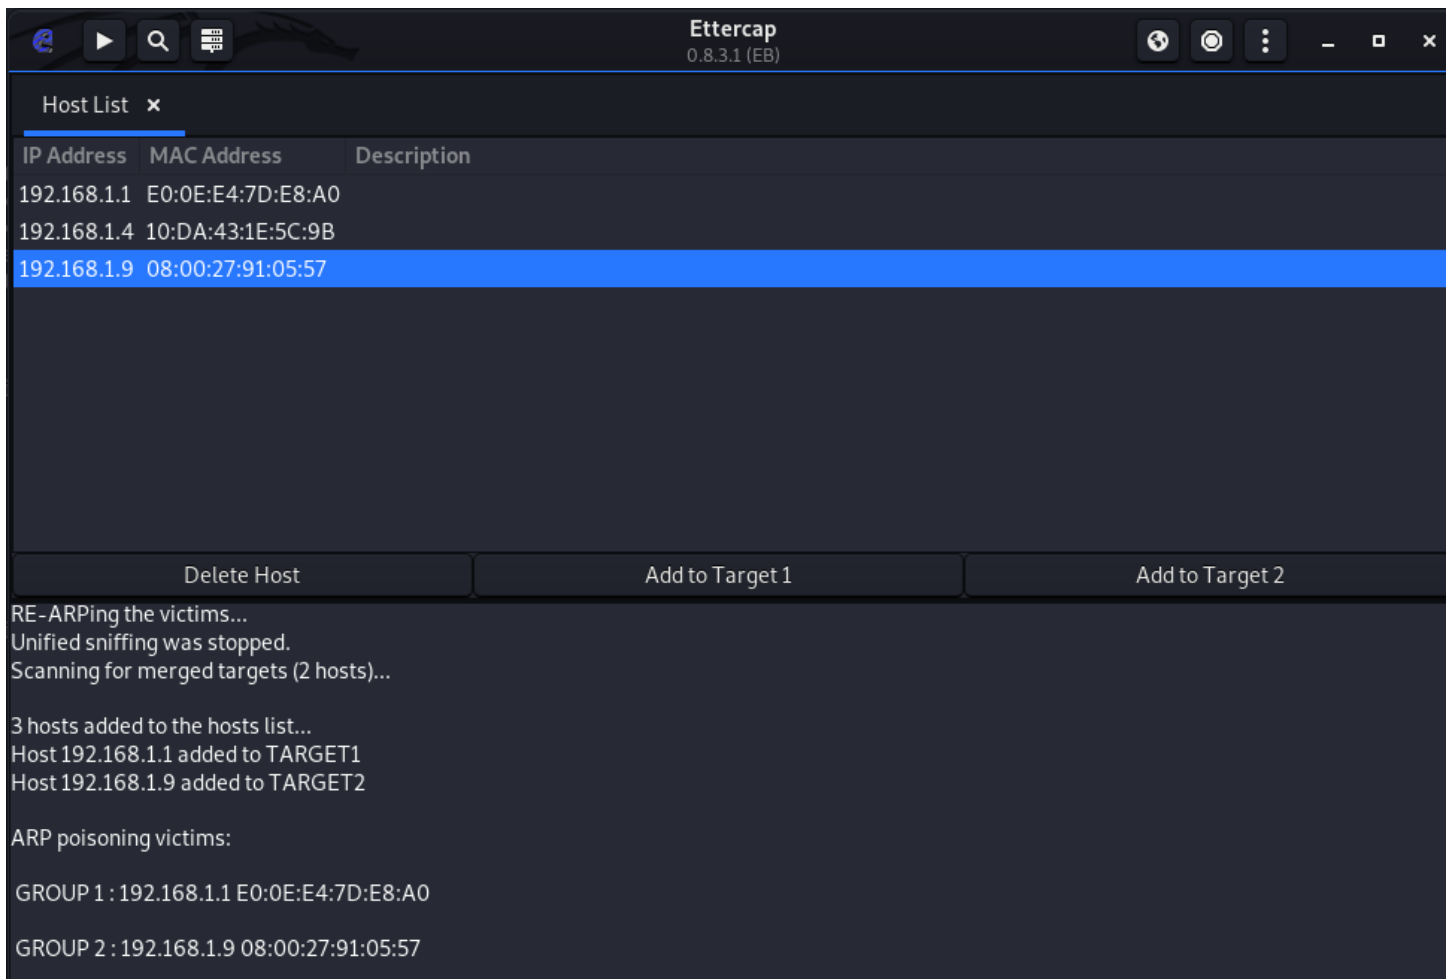 Ettercap
0.8.3.1 (EB)
Host List
IP Address MAC Address Description
192.168.1.1 E0:0E:E4:7D:E8:A0
192.168.1.4 10:DA:43:1E:5C:9B
192.168.1.9 08:00:27:91:05:57
Delete Host Add to Target 1 Add to Target 2
RE-ARPing the victims...
Unified sniffing was stopped.
Scanning for merged targets (2 hosts)...
3 hosts added to the hosts list...
Host 192.168.1.1 added to TARGET1
Host 192.168.1.9 added to TARGET2
ARP poisoning victims:
GROUP 1 : 192.168.1.1 E0:0E:E4:7D:E8:A0
GROUP 2 : 192.168.1.9 08:00:27:91:05:57